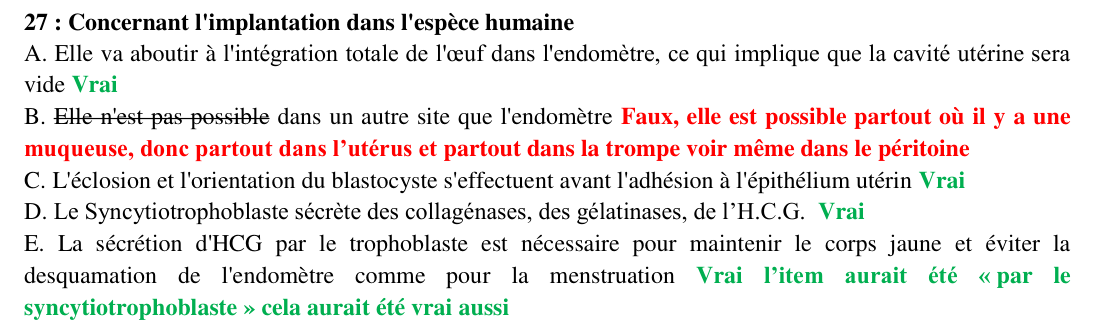 27 : Concernant l'implantation dans l'espèce humaine
A. Elle va aboutir à l'intégration totale de l'œuf dans l'endomètre, ce qui implique que la cavité utérine sera
vide Vrai
B. Elle n'est pas possible dans un autre site que l'endomètre Faux, elle est possible partout où il y a une
muqueuse, donc partout dans l’utérus et partout dans la trompe voir même dans le péritoine
C. L'éclosion et l'orientation du blastocyste s'effectuent avant l'adhésion à l'épithélium utérin Vrai
D. Le Syncytiotrophoblaste sécrète des collagénases, des gélatinases, de l’H.C.G. Vrai
E. La sécrétion d'HCG par le trophoblaste est nécessaire pour maintenir le corps jaune et éviter la
desquamation de l'endomètre comme pour la menstruation Vrai l’item aurait été « par le
syncytiotrophoblaste » cela aurait été vrai aussi